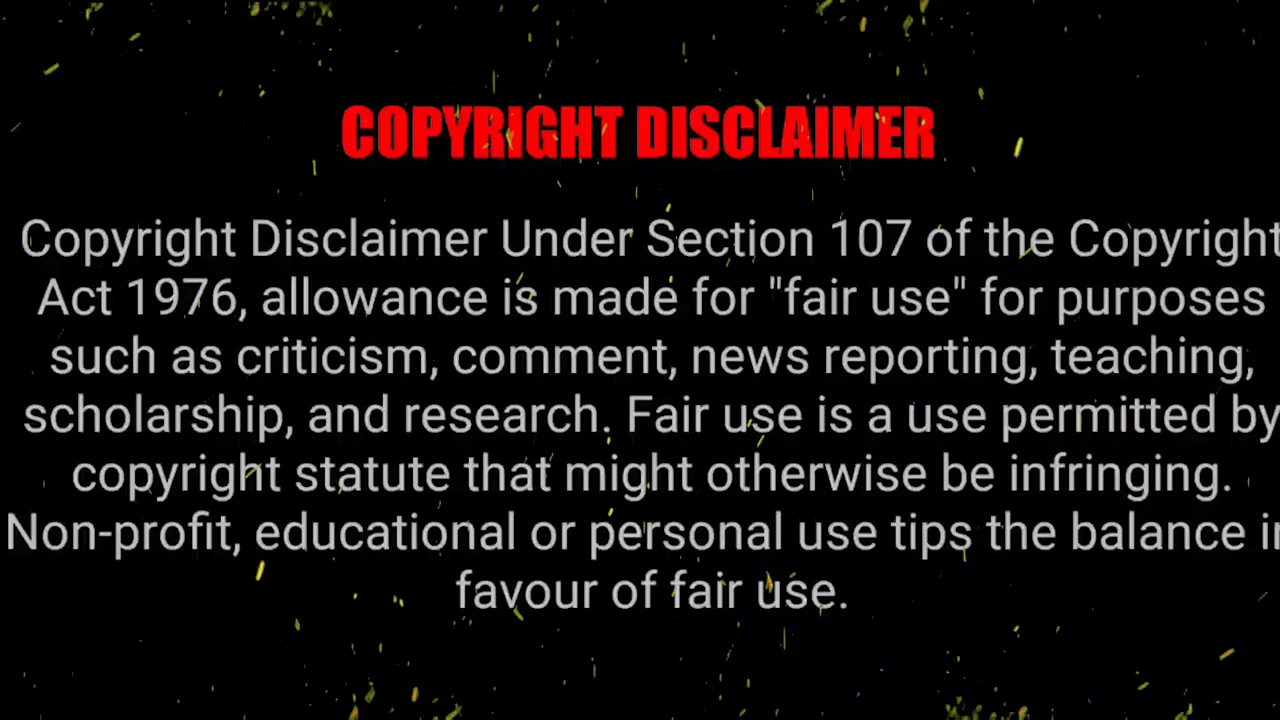 COPYRIGHT DISCLAIMER
Copyright Disclaimer Under Section 107 of the Copyright
Act 1976, allowance is made for "fair use" for purposes
such as criticism, comment, news reporting, teaching,
scholarship, and research. Fair use is a use permitted by
copyright statute that might otherwise be infringing.
Non-profit, educational or personal use tips the balance in
favour of fair use.